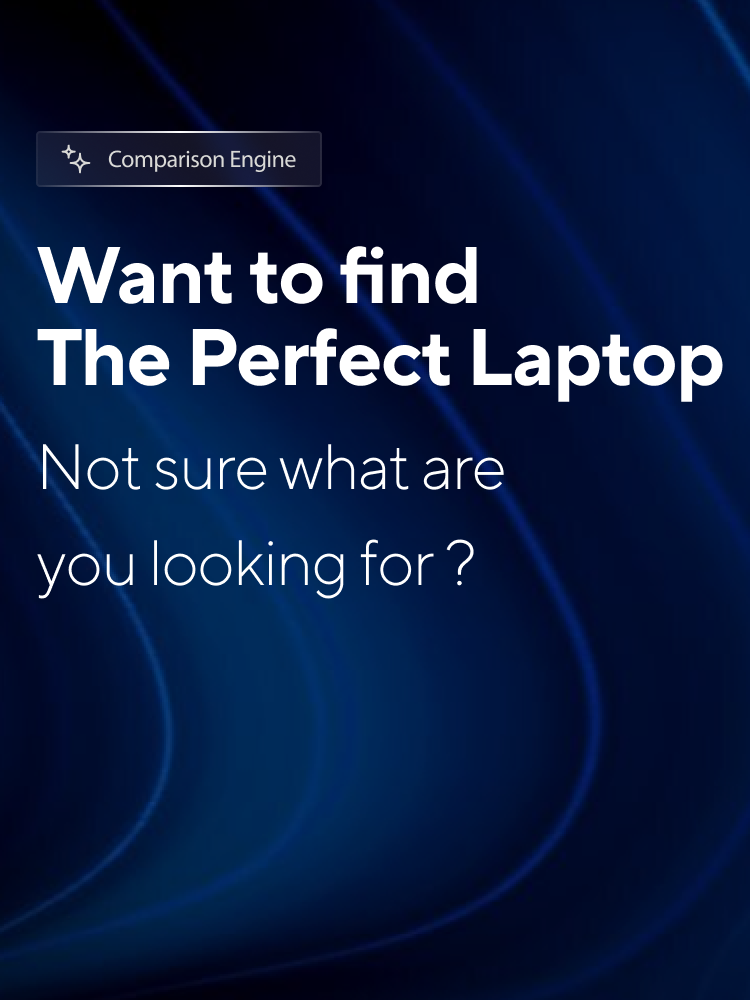 Comparison Engine
Want to find
The Perfect Laptop
Not sure what are
you looking for ?